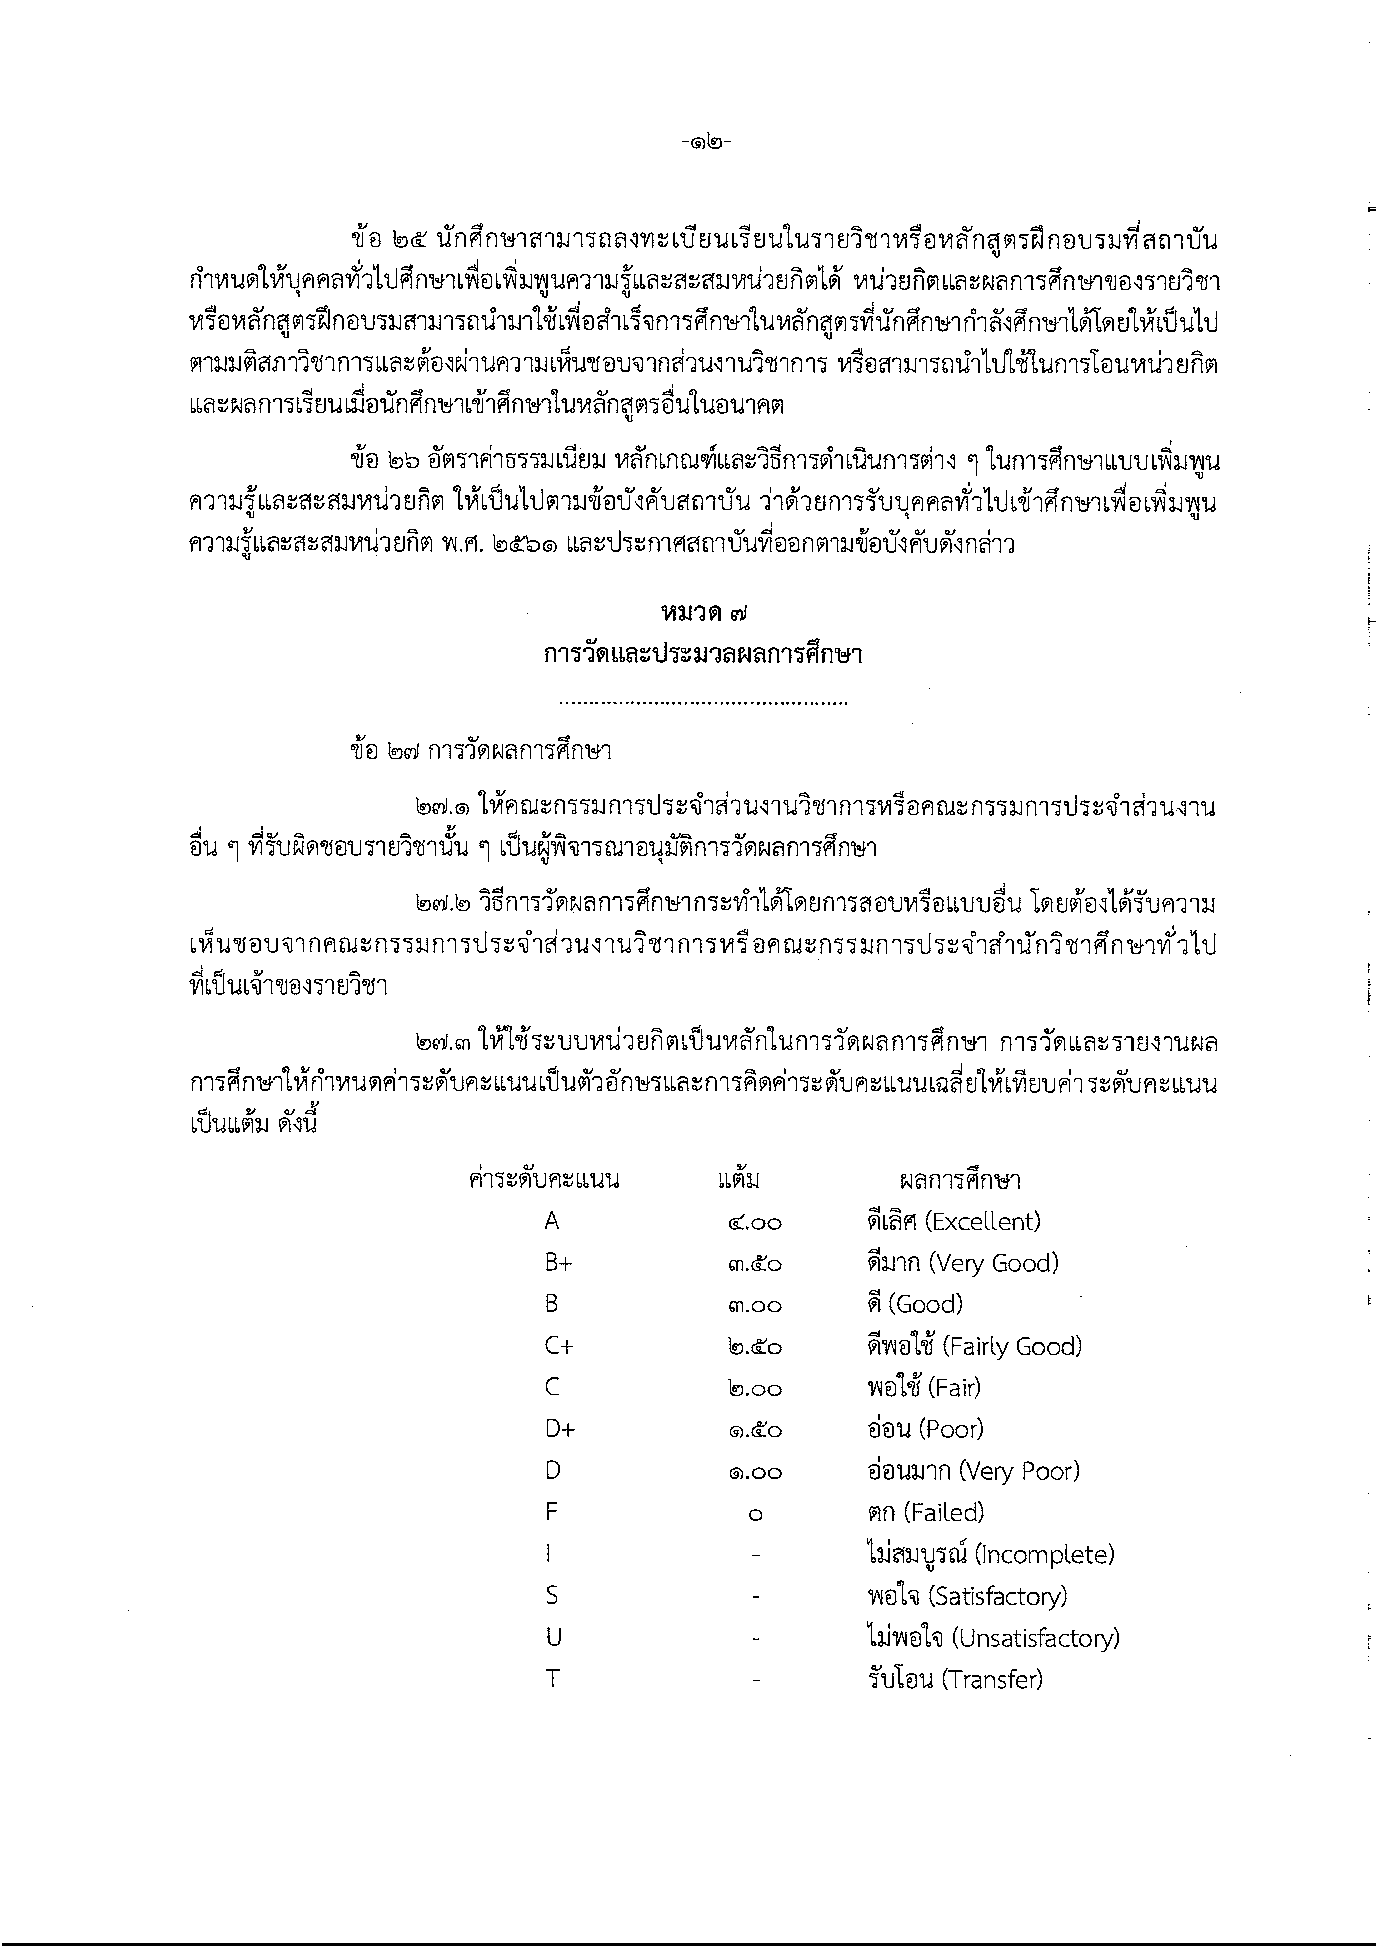 -๑๒-
ข้อ ๒๕ นักศึกษาสามารถลงทะเบียนเรียนในรายวิชาหรือหลักสูตรฝึกอบรมที่สถาบัน
กำหนดให้บุคคลทั่วไปศึกษาเพื่อเพิ่มพูนความรู้และสะสมหน่วยกิตได้ หน่วยกิตและผลการศึกษาของรายวิชา
หรือหลักสูตรฝึกอบรมสามารถนำมาใช้เพื่อสำเร็จการศึกษาในหลักสูตรที่นักศึกษากำลังศึกษาได้โดยให้เป็นไป
ตามมติสภาวิชาการและต้องผ่านความเห็นชอบจากส่วนงานวิชาการ หรือสามารถนำไปใช้ในการโอนหน่วยกิต
และผลการเรียนเมื่อนักศึกษาเข้าศึกษาในหลักสูตรอื่นในอนาคต
ข้อ ๒๖ อัตราค่าธรรมเนียม หลักเกณฑ์และวิธีการดำเนินการต่าง ๆ ในการศึกษาแบบเพิ่มพูน
ความรู้และสะสมหน่วยกิต ให้เป็นไปตามข้อบังคับสถาบัน ว่าด้วยการรับบุคคลทั่วไปเข้าศึกษาเพื่อเพิ่มพูน
ความรู้และสะสมหน่วยกิต พ.ศ. ๒๕๖๑ และประกาศสถาบันที่ออกตามข้อบังคับดังกล่าว
หมวด ๗
การวัดและประมวลผลการศึกษา
................................................
ข้อ ๒๗ การวัดผลการศึกษา
๒๗.๑ ให้คณะกรรมการประจำส่วนงานวิชาการหรือคณะกรรมการประจำส่วนงาน
อื่น ๆ ที่รับผิดชอบรายวิชานั้น ๆ เป็นผู้พิจารณาอนุมัติการวัดผลการศึกษา
๒๗.๒ วิธีการวัดผลการศึกษากระทำได้โดยการสอบหรือแบบอื่น โดยต้องได้รับความ
เห็นชอบจากคณะกรรมการประจำส่วนงานวิชาการหรือคณะกรรมการประจำสำนักวิชาศึกษาทั่วไป
ที่เป็นเจ้าของรายวิชา
๒๗.๓ ให้ใช้ระบบหน่วยกิตเป็นหลักในการวัดผลการศึกษา การวัดและรายงานผล
การศึกษาให้กำหนดค่าระดับคะแนนเป็นตัวอักษรและการคิดค่าระดับคะแนนเฉลี่ยให้เทียบค่าระดับคะแนน
เป็นแต้ม ดังนี้
ค่าระดับคะแนน แต้ม ผลการศึกษา
A ๔.๐๐ ดีเลิศ (Excellent)
B+ ๓.๕๐ ดีมาก (Very Good)
B ๓.๐๐ ดี (Good)
C+ ๒.๕๐ ดีพอใช้ (Fairly Good)
C ๒.๐๐ พอใช้ (Fair)
D+ ๑.๕๐ อ่อน (Poor)
D ๑.๐๐ อ่อนมาก (Very Poor)
F ๐ ตก (Failed)
I - ไม่สมบูรณ์ (Incomplete)
S - พอใจ (Satisfactory)
U - ไม่พอใจ (Unsatisfactory)
T - รับโอน (Transfer)